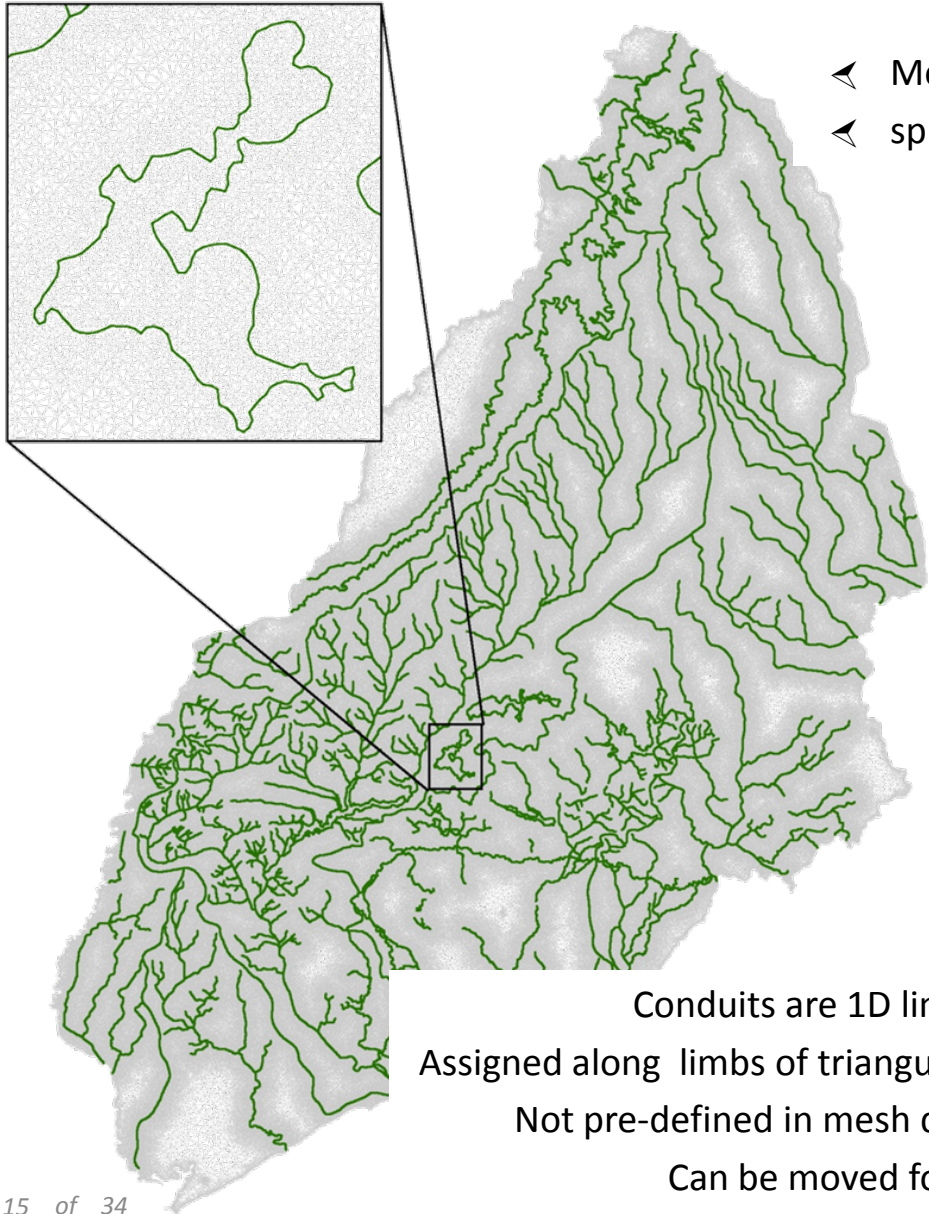 Me
sp
Conduits are 1D lin
Assigned along limbs of triangu
Not pre-defined in mesh d
Can be moved fo
15 of 34